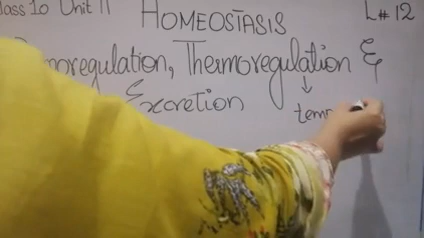 lass 10 Unit 11
HOMEOSTASIS
L# 12
moregulation, Thermoregulation &
Excretion
↓
tem